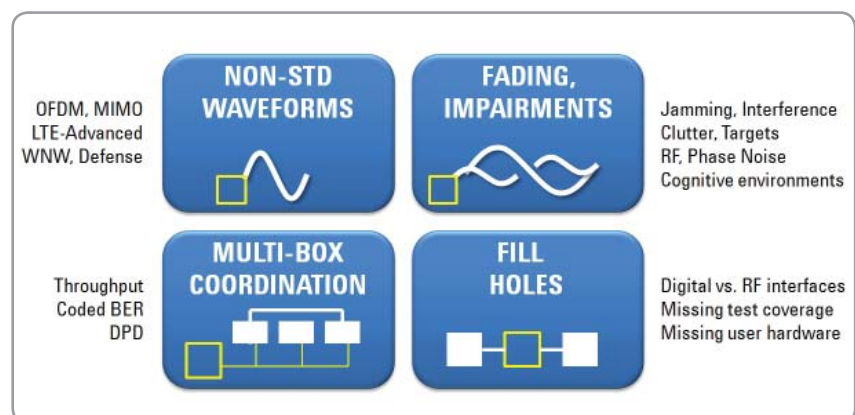 OFDM, MIMO
LTE-Advanced
WNW, Defense
NON-STD
WAVEFORMS
FADING,
IMPAIRMENTS
Jamming, Interference
Clutter, Targets
RF, Phase Noise
Cognitive environments
Throughput
Coded BER
DPD
MULTI-BOX
COORDINATION
FILL
HOLES
Digital vs. RF interfaces
Missing test coverage
Missing user hardware